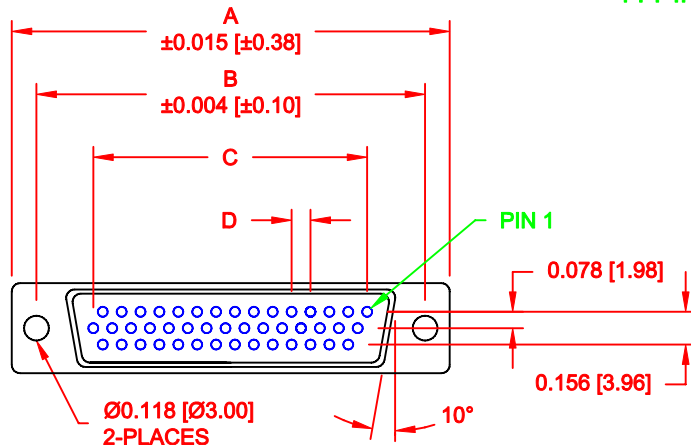 A
±0.015 [±0.38]
B
±0.004 [±0.10]
C
D
PIN 1
0.078 [1.98]
0.156 [3.96]
Ø0.118 [Ø3.00]
2-PLACES
10°